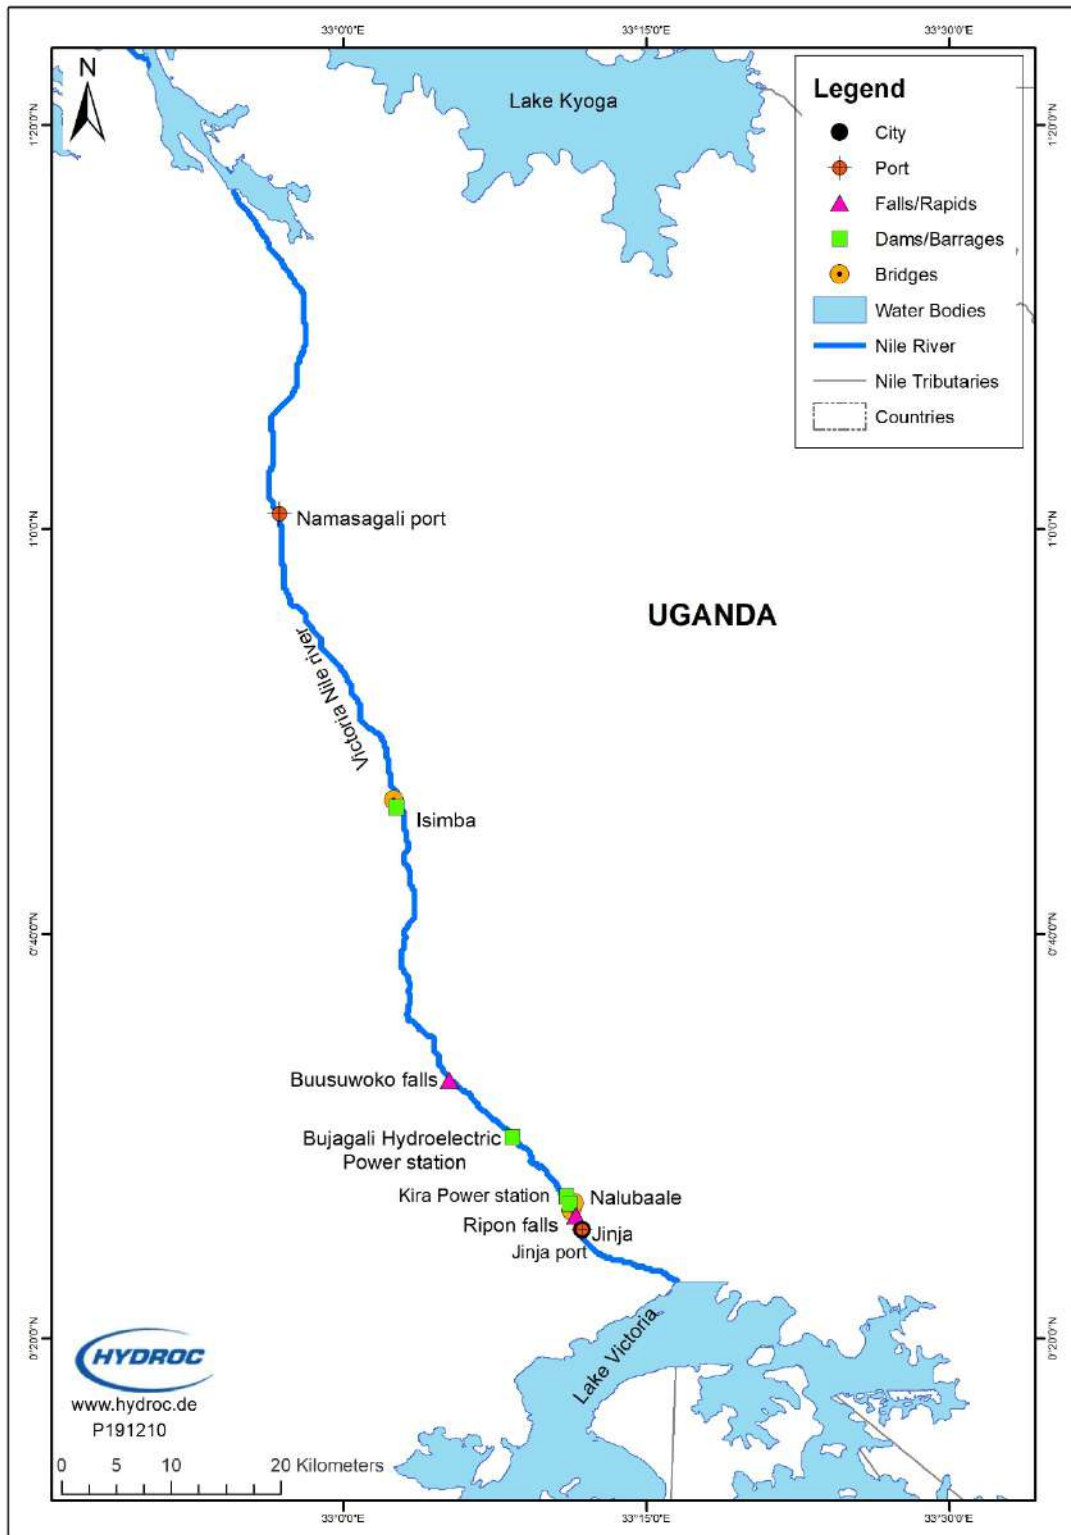 33°0'0"E
33°15'0"E
33°30'0"E
N
Lake Kyoga
Legend
City
Port
Falls/Rapids
Dams/Barrages
Bridges
Water Bodies
Nile River
Nile Tributaries
Countries
1°20'0"N
1°20'0"N
Namasagali port
1°0'0"N
1°0'0"N
UGANDA
Victoria Nile river
Isimba
0°40'0"N
0°40'0"N
Buusuwoko falls
Bujagali Hydroelectric
Power station
Kira Power station
Nalubaale
Ripon falls
Jinja
Jinja port
Lake Victoria
0°20'0"N
0°20'0"N
HYDROC
www.hydroc.de
P191210
0 5 10 20 Kilometers
33°0'0"E
33°15'0"E
33°30'0"E